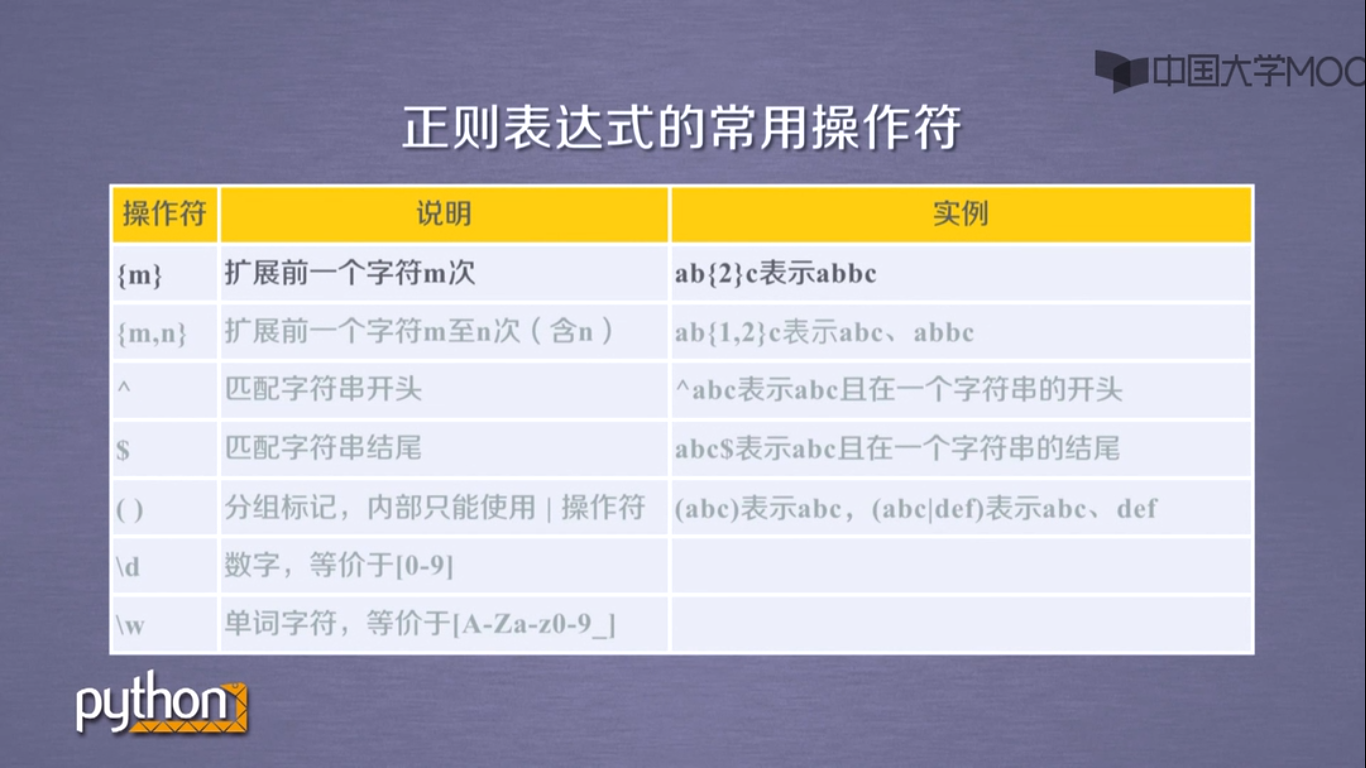 中国大学MOO
正则表达式的常用操作符
操作符 说明 实例
{m} 扩展前一个字符m次 ab{2}c表示abbc
{m,n} 扩展前一个字符m至n次（含n） ab{1,2}c表示abc、abbc
^ 匹配字符串开头 ^abc表示abc且在一个字符串的开头
$ 匹配字符串结尾 abc$表示abc且在一个字符串的结尾
( ) 分组标记，内部只能使用 | 操作符 (abc)表示abc，(abc|def)表示abc、def
\d 数字，等价于[0-9]
\w 单词字符，等价于[A-Za-z0-9_]
python